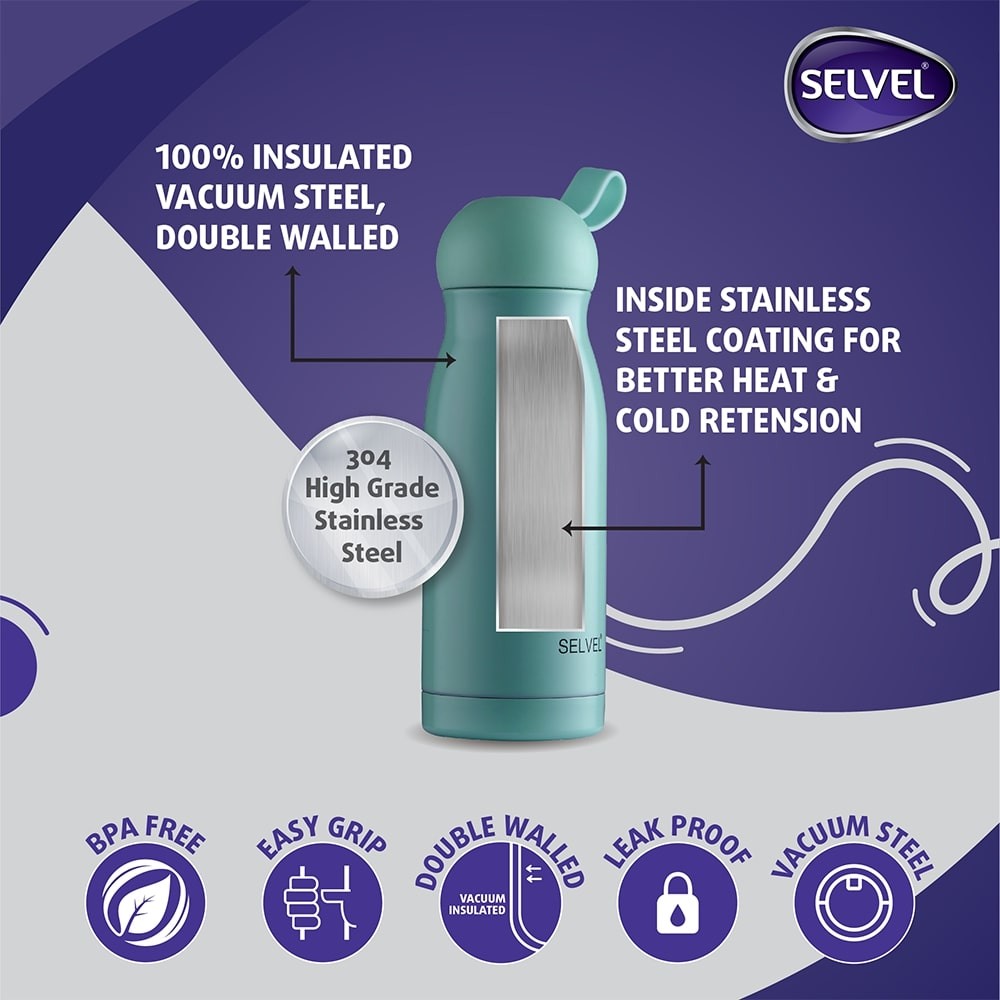 SELVEL®
100% INSULATED
VACUUM STEEL,
DOUBLE WALLED
INSIDE STAINLESS
STEEL COATING FOR
BETTER HEAT &
COLD RETENSION
304
High Grade
Stainless
Steel
SELVEL®
BPA FREE
EASY GRIP
DOUBLE WALLED
VACUUM
INSULATED
LEAK PROOF
VACUUM STEEL